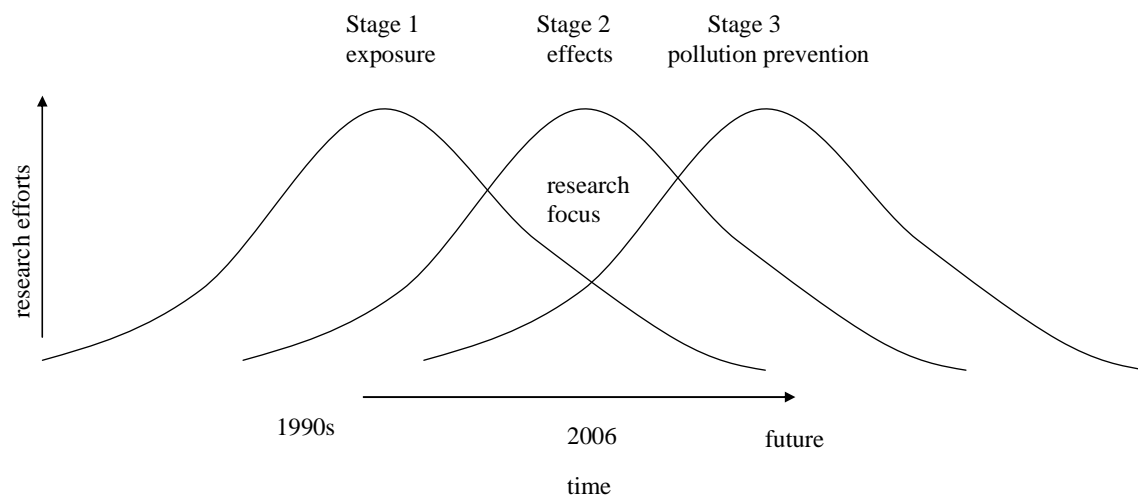 Stage 1
exposure
Stage 2
effects
Stage 3
pollution prevention
research efforts
research
focus
1990s
2006
future
time